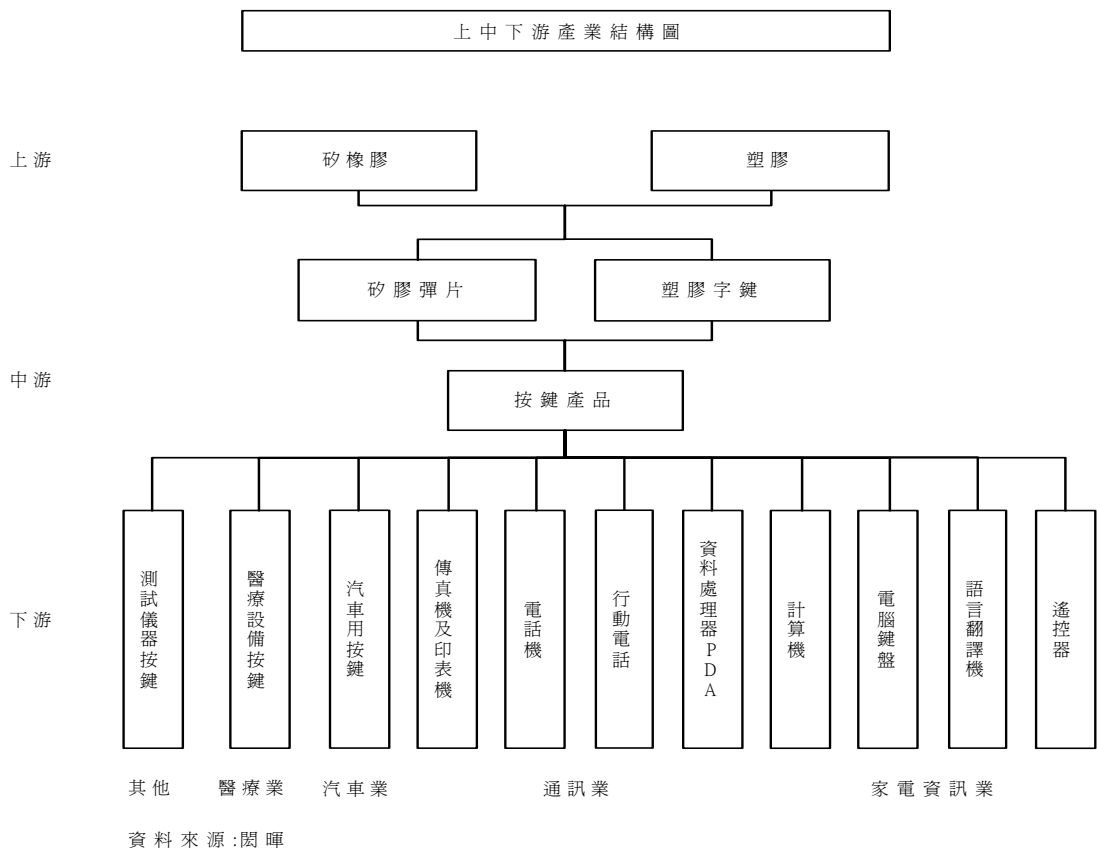 上中下游產業結構圖
上游
矽橡膠
塑膠
矽膠彈片
塑膠字鍵
中游
按鍵產品
下游
測試儀器按鍵
醫療設備按鍵
汽車用按鍵
傳真機及印表機
電話機
行動電話
資料處理器PDA
計算機
電腦鍵盤
語言翻譯機
遙控器
其他
醫療業
汽車業
通訊業
家電資訊業
資料來源:閎暉